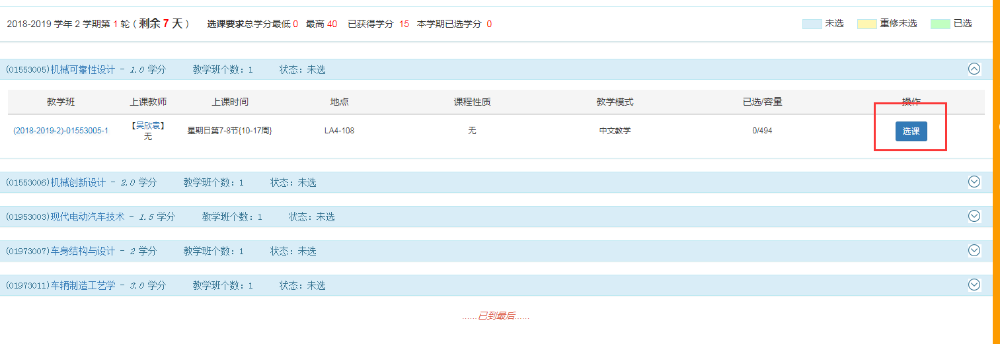 2018-2019 学年 2 学期第 1 轮 ( 剩余 7 天 ) 选课要求总学分最低 0 最高 40 已获得学分 15 本学期已选学分 0 未选 重修未选 已选
(01553005)机械可靠性设计 - 1.0 学分 教学班个数：1 状态：未选
教学班 上课教师 上课时间 地点 课程性质 教学模式 已选/容量 操作
(2018-2019-2)-01553005-1 【吴欣袁】 星期日第7-8节{10-17周} LA4-108 无 中文教学 0/494 选课
无
(01553006)机械创新设计 - 2.0 学分 教学班个数：1 状态：未选
(01953003)现代电动汽车技术 - 1.5 学分 教学班个数：1 状态：未选
(01973007)车身结构与设计 - 2 学分 教学班个数：1 状态：未选
(01973011)车辆制造工艺学 - 3.0 学分 教学班个数：1 状态：未选
......已到最后......